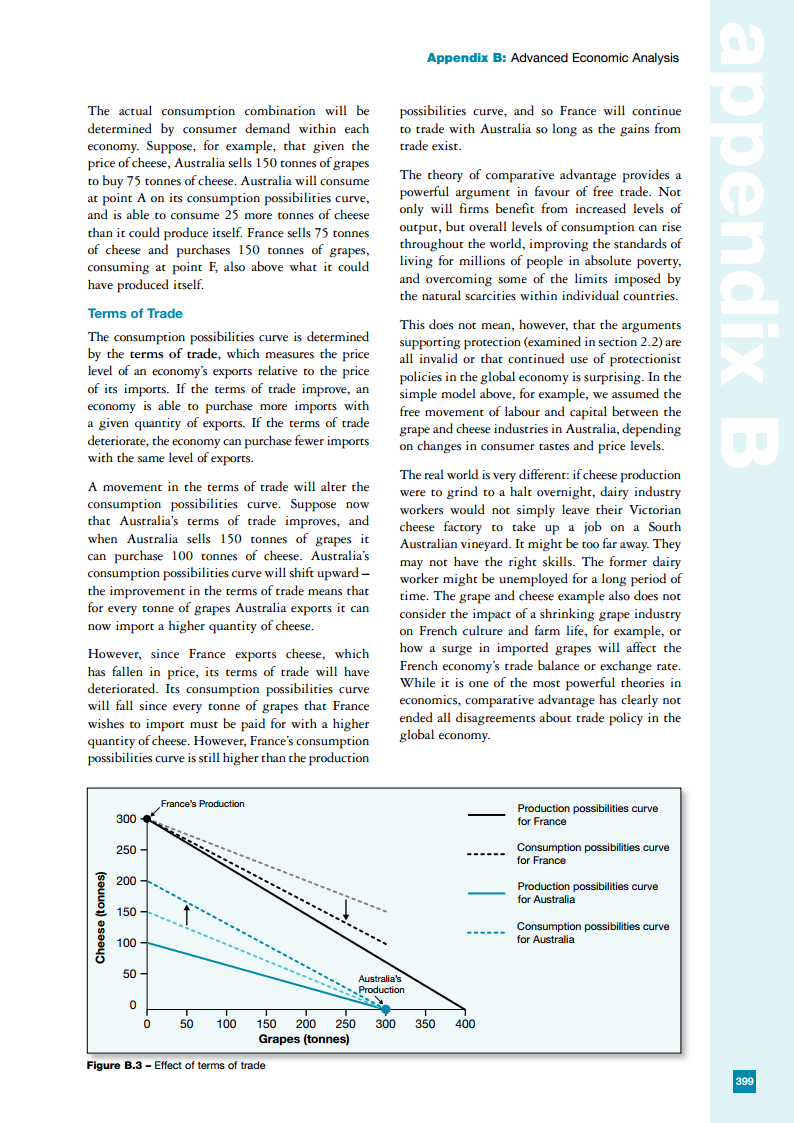 Appendix B: Advanced Economic Analysis
appendix B
The actual consumption combination will be
determined by consumer demand within each
economy. Suppose, for example, that given the
price of cheese, Australia sells 150 tonnes of grapes
to buy 75 tonnes of cheese. Australia will consume
at point A on its consumption possibilities curve,
and is able to consume 25 more tonnes of cheese
than it could produce itself. France sells 75 tonnes
of cheese and purchases 150 tonnes of grapes,
consuming at point F, also above what it could
have produced itself.
Terms of Trade
The consumption possibilities curve is determined
by the terms of trade, which measures the price
level of an economy's exports relative to the price
of its imports. If the terms of trade improve, an
economy is able to purchase more imports with
a given quantity of exports. If the terms of trade
deteriorate, the economy can purchase fewer imports
with the same level of exports.
A movement in the terms of trade will alter the
consumption possibilities curve. Suppose now
that Australia's terms of trade improves, and
when Australia sells 150 tonnes of grapes it
can purchase 100 tonnes of cheese. Australia's
consumption possibilities curve will shift upward –
the improvement in the terms of trade means that
for every tonne of grapes Australia exports it can
now import a higher quantity of cheese.
However, since France exports cheese, which
has fallen in price, its terms of trade will have
deteriorated. Its consumption possibilities curve
will fall since every tonne of grapes that France
wishes to import must be paid for with a higher
quantity of cheese. However, France's consumption
possibilities curve is still higher than the production
possibilities curve, and so France will continue
to trade with Australia so long as the gains from
trade exist.
The theory of comparative advantage provides a
powerful argument in favour of free trade. Not
only will firms benefit from increased levels of
output, but overall levels of consumption can rise
throughout the world, improving the standards of
living for millions of people in absolute poverty,
and overcoming some of the limits imposed by
the natural scarcities within individual countries.
This does not mean, however, that the arguments
supporting protection (examined in section 2.2) are
all invalid or that continued use of protectionist
policies in the global economy is surprising. In the
simple model above, for example, we assumed the
free movement of labour and capital between the
grape and cheese industries in Australia, depending
on changes in consumer tastes and price levels.
The real world is very different: if cheese production
were to grind to a halt overnight, dairy industry
workers would not simply leave their Victorian
cheese factory to take up a job on a South
Australian vineyard. It might be too far away. They
may not have the right skills. The former dairy
worker might be unemployed for a long period of
time. The grape and cheese example also does not
consider the impact of a shrinking grape industry
on French culture and farm life, for example, or
how a surge in imported grapes will affect the
French economy's trade balance or exchange rate.
While it is one of the most powerful theories in
economics, comparative advantage has clearly not
ended all disagreements about trade policy in the
global economy.
France's Production
300
250
200
150
100
50
0
Cheese (tonnes)
Australia's
Production
0 50 100 150 200 250 300 350 400
Grapes (tonnes)
Production possibilities curve
for France
Consumption possibilities curve
for France
Production possibilities curve
for Australia
Consumption possibilities curve
for Australia
Figure B.3 – Effect of terms of trade
399